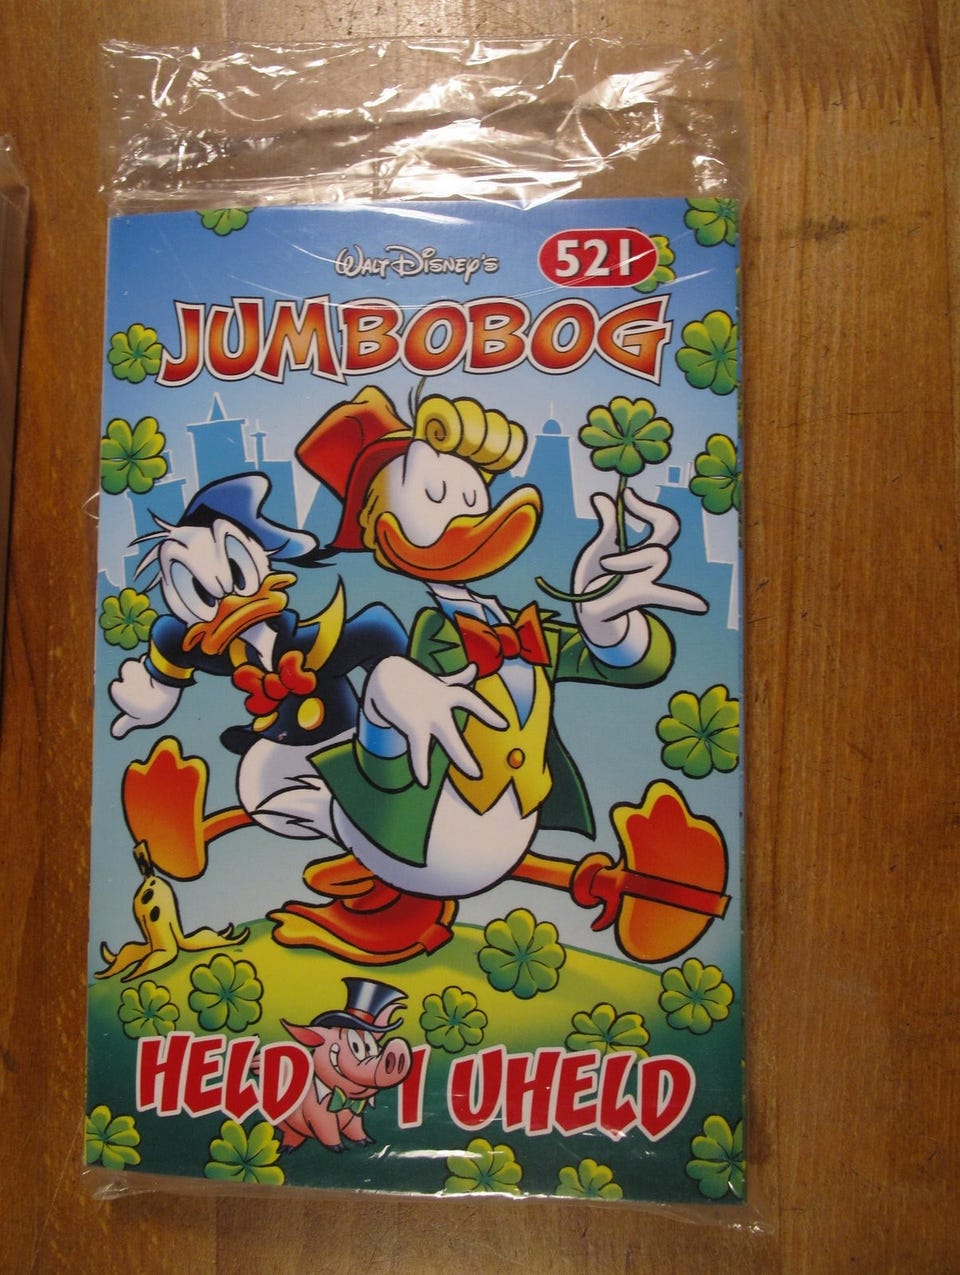 WALT DISNEY'S
521
JUMBOBOG
HELD I UHELD